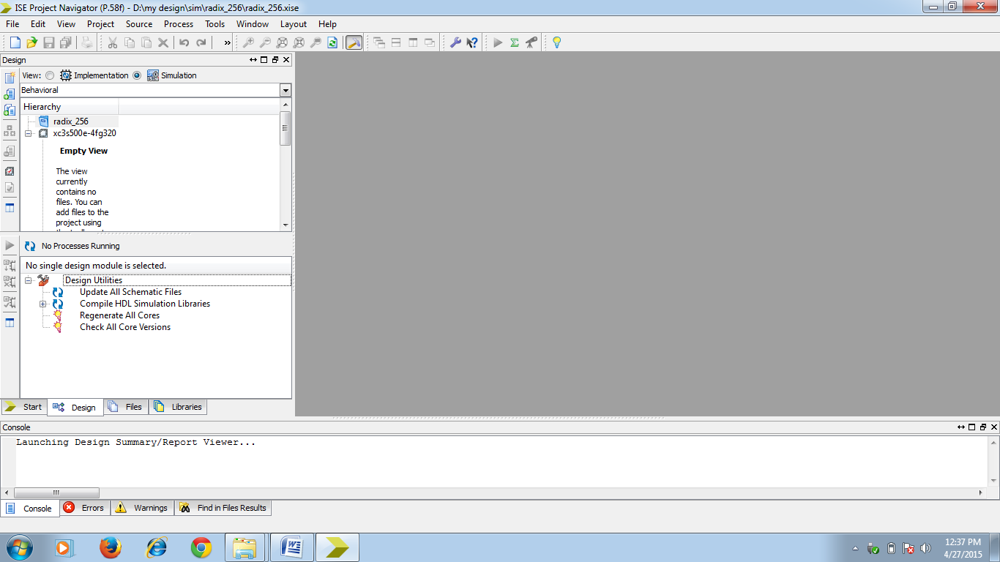 ISE Project Navigator (P.58f) - D:\my design\sim\radix_256\radix_256.xise
File Edit View Project Source Process Tools Window Layout Help
»
Design
View: Implementation Simulation
Behavioral
Hierarchy
radix_256
xc3s500e-4fg320
Empty View
The view
currently
contains no
files. You can
add files to the
project using
No Processes Running
No single design module is selected.
Design Utilities
Update All Schematic Files
Compile HDL Simulation Libraries
Regenerate All Cores
Check All Core Versions
Start Design Files Libraries
Console
Launching Design Summary/Report Viewer...
Console Errors Warnings Find in Files Results
12:37 PM
4/27/2015